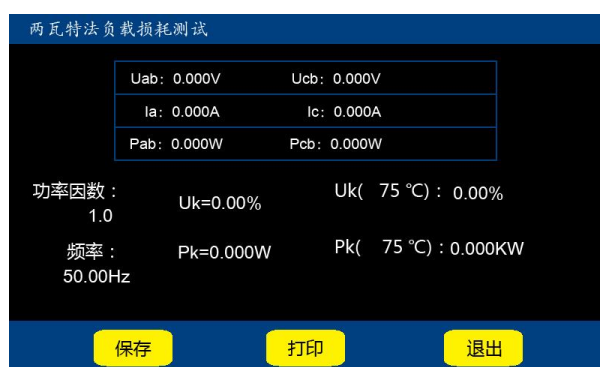 两瓦特法负载损耗测试
Uab: 0.000V Ucb: 0.000V
Ia: 0.000A Ic: 0.000A
Pab: 0.000W Pcb: 0.000W
功率因数： Uk=0.00% Uk( 75 ℃)： 0.00%
1.0
频率： Pk=0.000W Pk( 75 ℃)：0.000KW
50.00Hz
保存 打印 退出